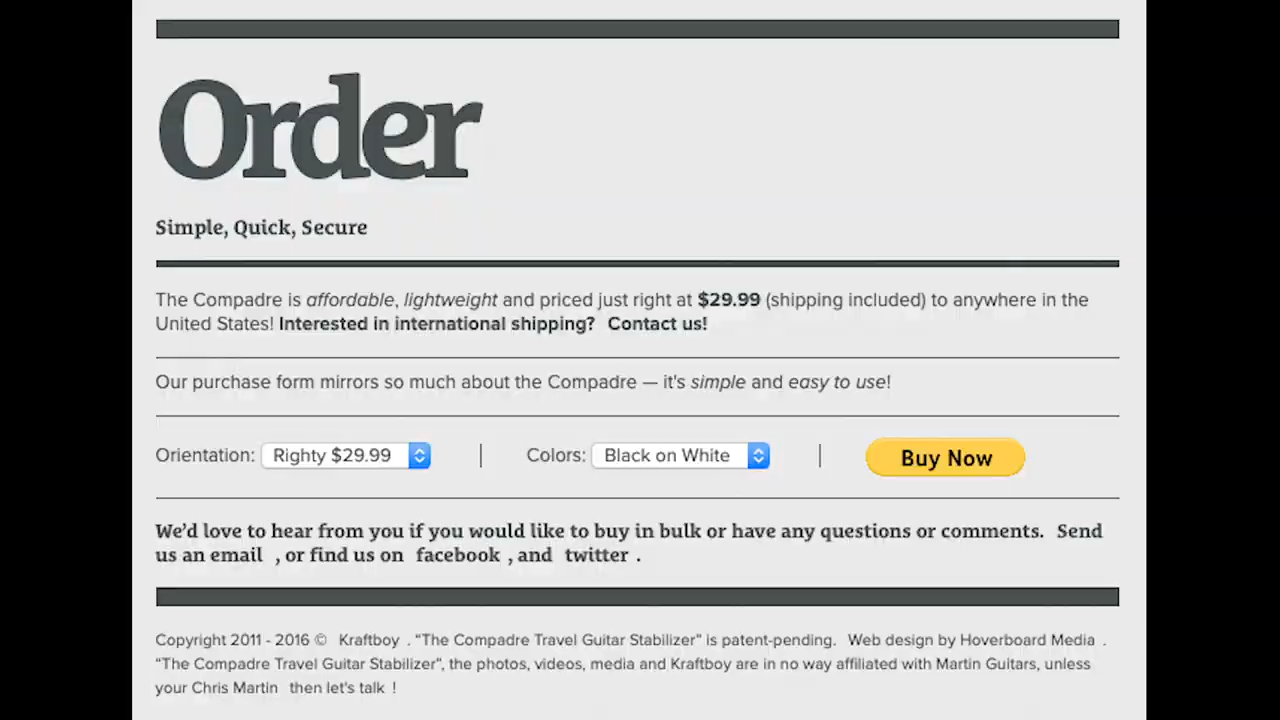 Order
Simple, Quick, Secure
The Compadre is affordable, lightweight and priced just right at $29.99 (shipping included) to anywhere in the
United States! Interested in international shipping? Contact us!
Our purchase form mirrors so much about the Compadre — it's simple and easy to use!
Orientation: Righty $29.99 | Colors: Black on White | Buy Now
We'd love to hear from you if you would like to buy in bulk or have any questions or comments. Send
us an email , or find us on facebook , and twitter .
Copyright 2011 - 2016 © Kraftboy . “The Compadre Travel Guitar Stabilizer” is patent-pending. Web design by Hoverboard Media .
“The Compadre Travel Guitar Stabilizer”, the photos, videos, media and Kraftboy are in no way affiliated with Martin Guitars, unless
your Chris Martin then let's talk !